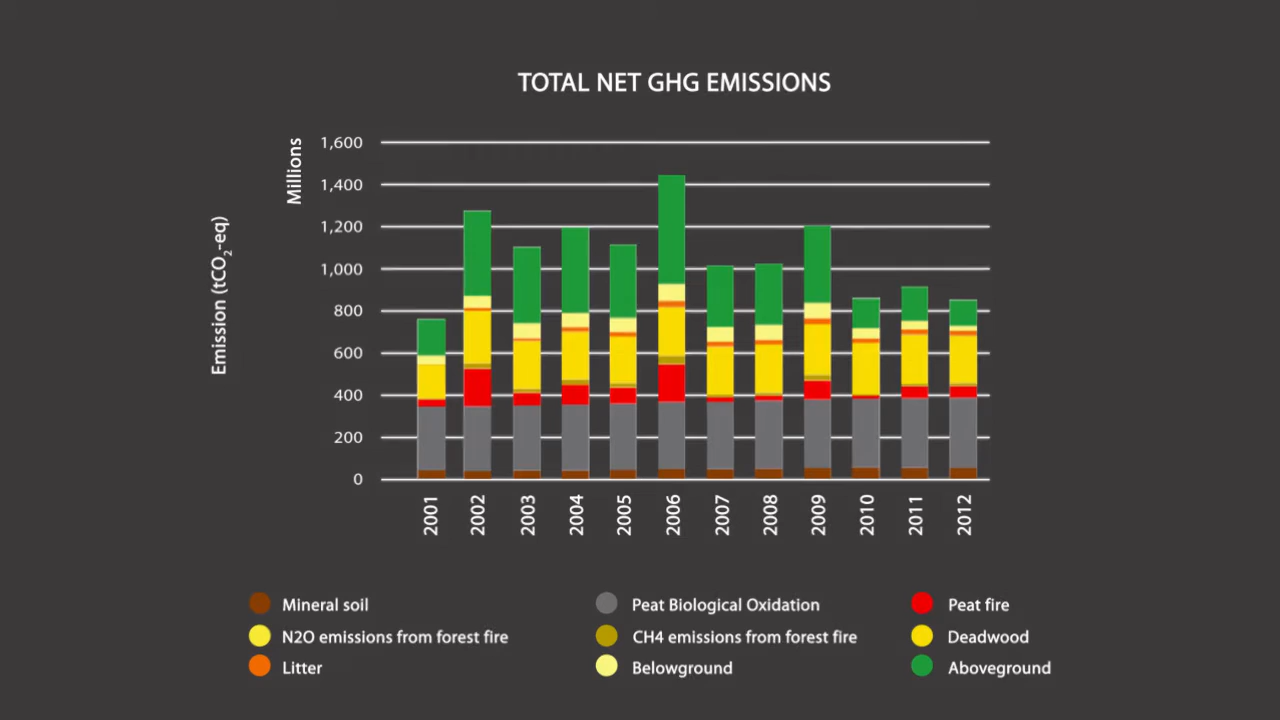 TOTAL NET GHG EMISSIONS
Emission (tCO2-eq)
Millions
1,600
1,400
1,200
1,000
800
600
400
200
0
2001 2002 2003 2004 2005 2006 2007 2008 2009 2010 2011 2012
Mineral soil Peat Biological Oxidation Peat fire
N2O emissions from forest fire CH4 emissions from forest fire Deadwood
Litter Belowground Aboveground